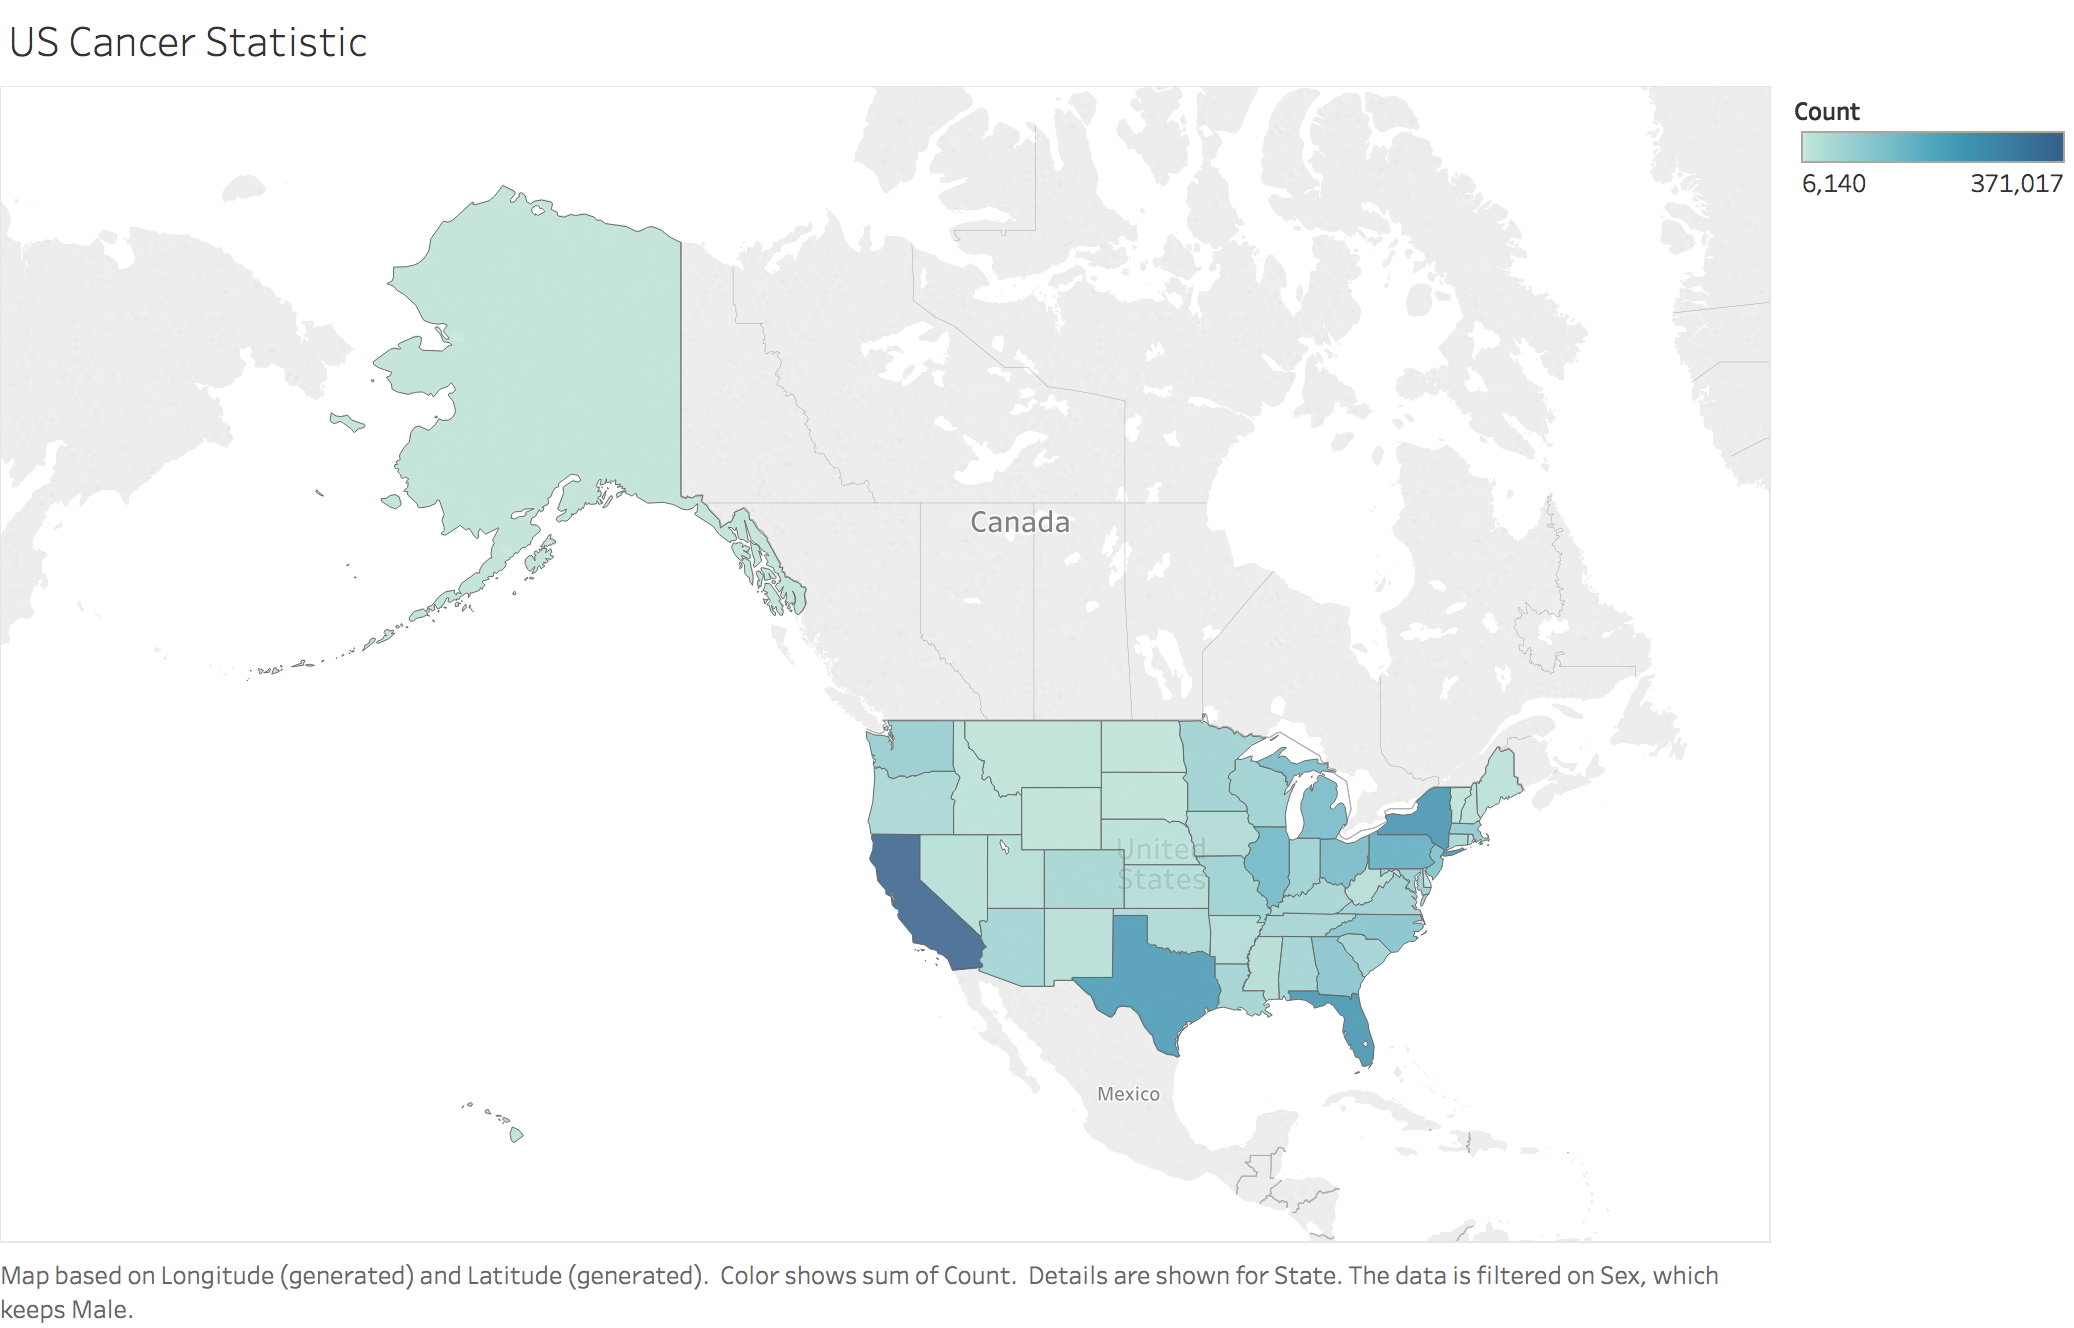 US Cancer Statistic
Count
6,140 371,017
Canada
United
States
Mexico
Map based on Longitude (generated) and Latitude (generated).  Color shows sum of Count.  Details are shown for State. The data is filtered on Sex, which
keeps Male.